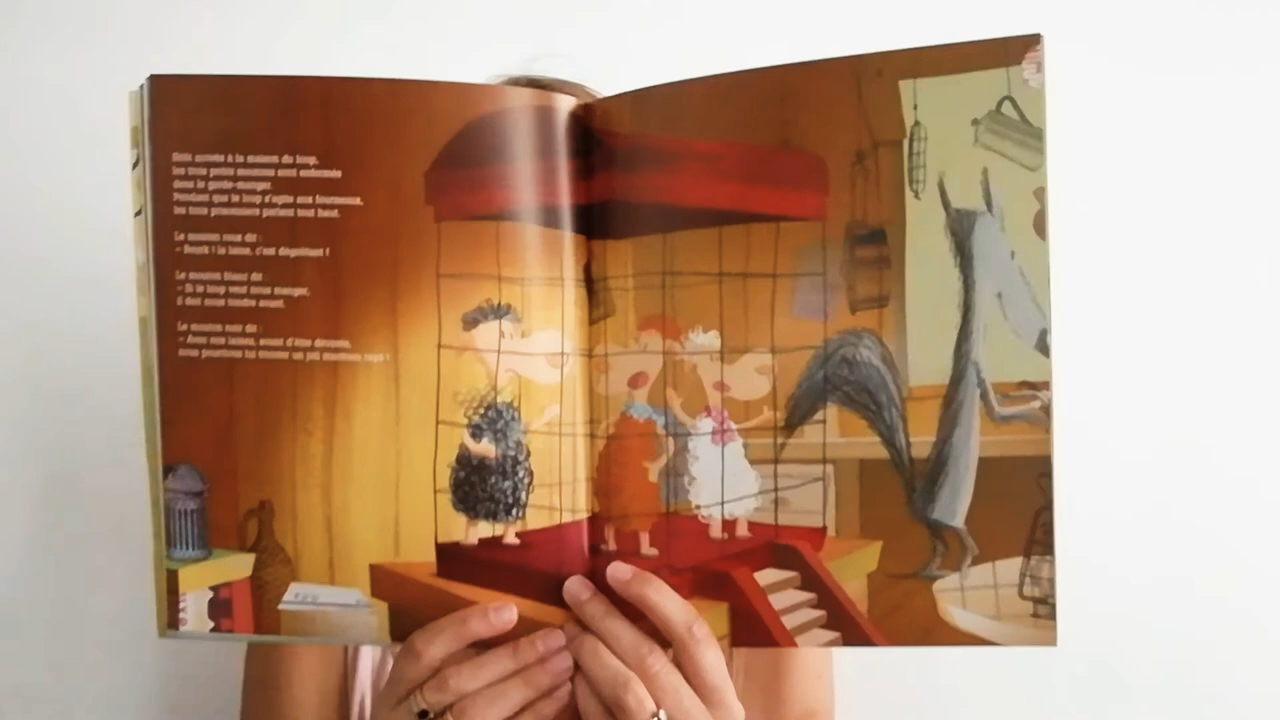 Sitôt arrivés à la maison du loup,
les trois petits moutons sont enfermés
dans le garde-manger.
Pendant que le loup s'agite aux fourneaux,
les trois prisonniers parlent tout haut.
Le mouton roux dit :
– Beurk ! la laine, c'est dégoûtant !
Le mouton blanc dit :
– Si le loup veut nous manger,
il doit nous tondre avant.
Le mouton noir dit :
– Avec nos laines, avant d'être dévorés,
nous pourrions lui tricoter un joli manteau rayé !